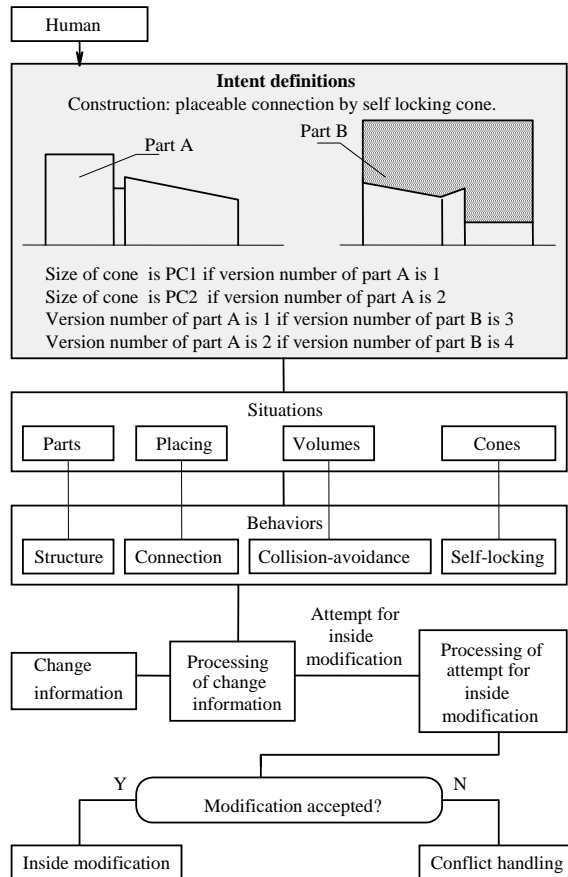 Human
Intent definitions
Construction: placeable connection by self locking cone.
Part A
Part B
Size of cone is PC1 if version number of part A is 1
Size of cone is PC2 if version number of part A is 2
Version number of part A is 1 if version number of part B is 3
Version number of part A is 2 if version number of part B is 4
Situations
Parts
Placing
Volumes
Cones
Behaviors
Structure
Connection
Collision-avoidance
Self-locking
Attempt for
inside
modification
Change
information
Processing
of change
information
Processing of
attempt for
inside
modification
Y
N
Modification accepted?
Inside modification
Conflict handling